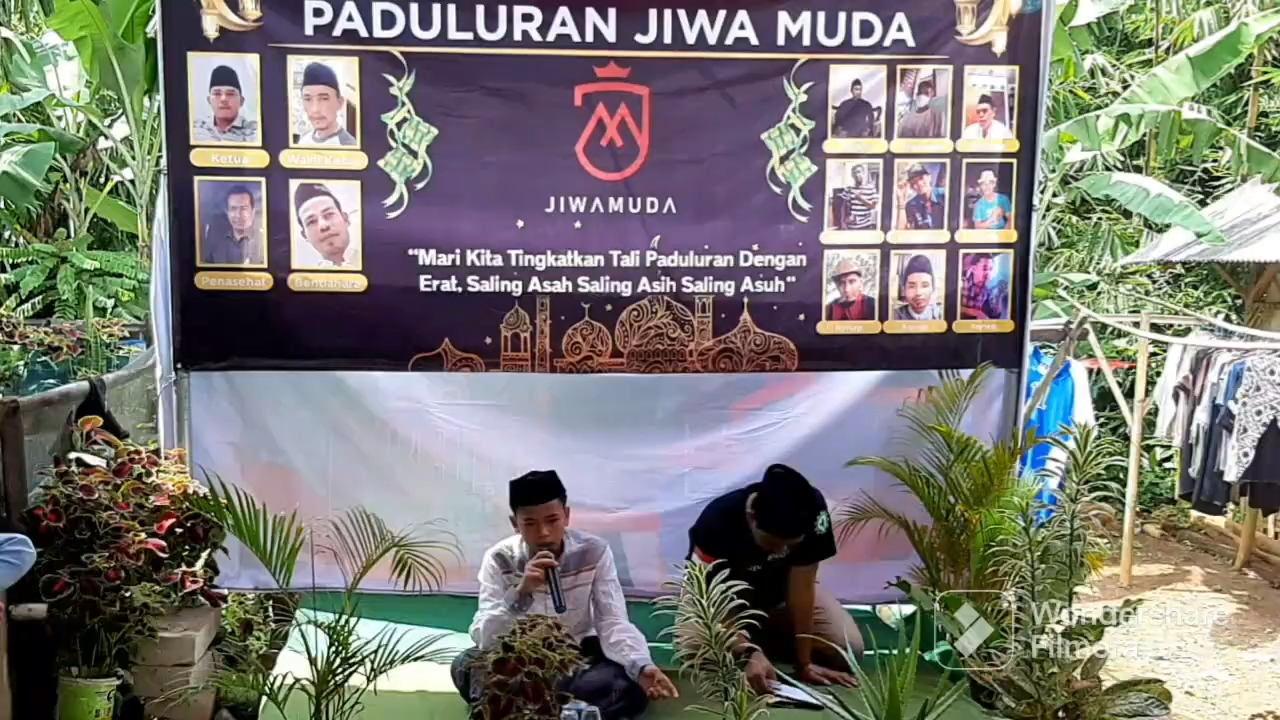 PADULURAN JIWA MUDA
Ketua
Wakil Ketua
JIWAMUDA
Penasehat
Bendahara
“Mari Kita Tingkatkan Tali Paduluran Dengan
Erat, Saling Asah Saling Asih Saling Asuh“
Wondershare
Filmora